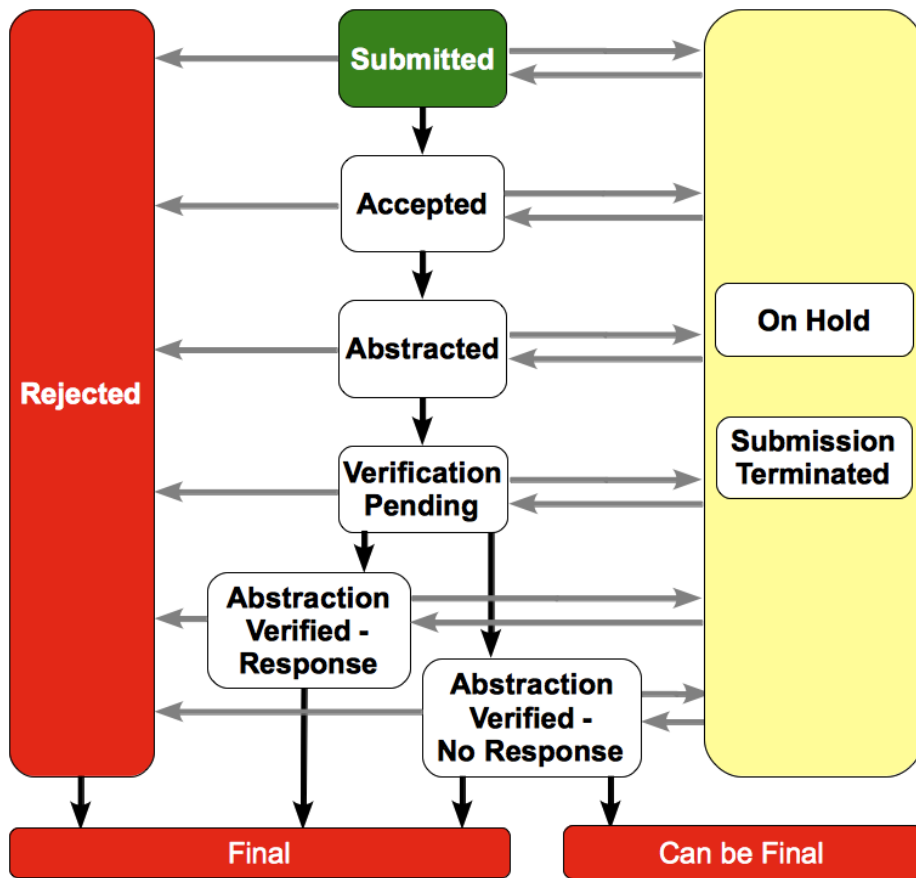 Submitted
Accepted
Abstracted
On Hold
Rejected
Submission
Terminated
Verification
Pending
Abstraction
Verified -
Response
Abstraction
Verified -
No Response
Final
Can be Final